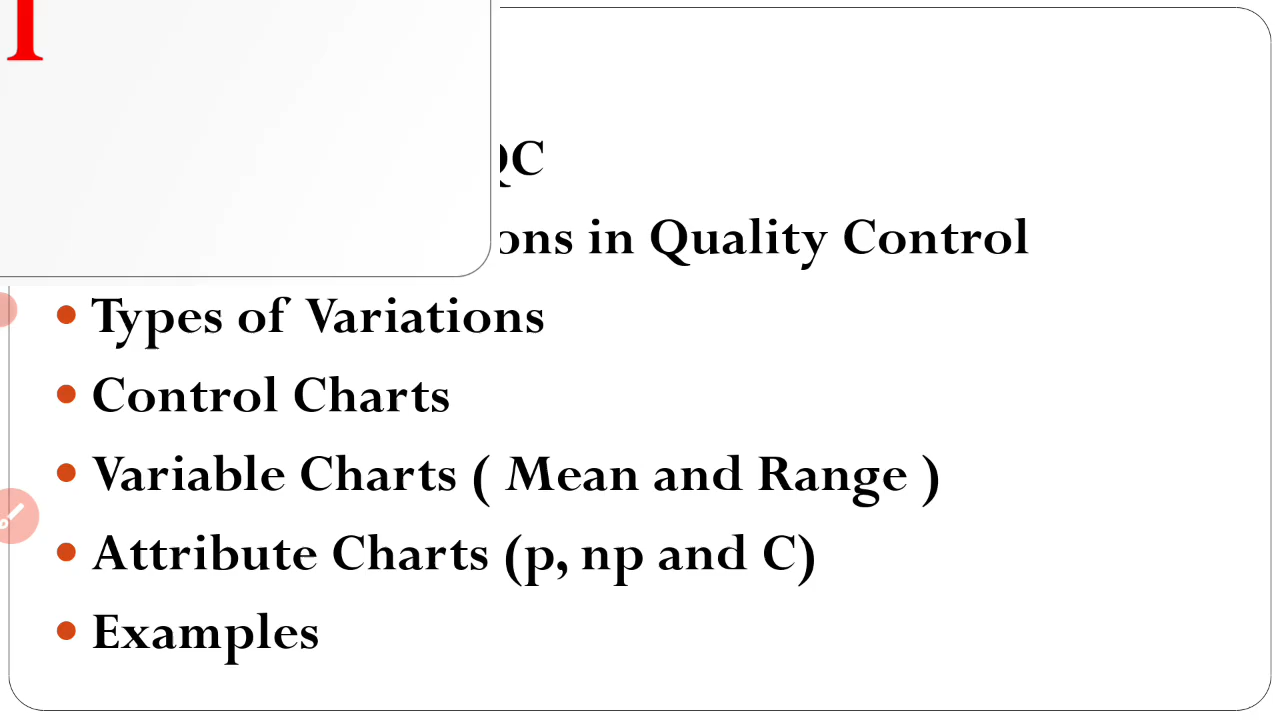 QC
ons in Quality Control
• Types of Variations
• Control Charts
• Variable Charts ( Mean and Range )
• Attribute Charts (p, np and C)
• Examples